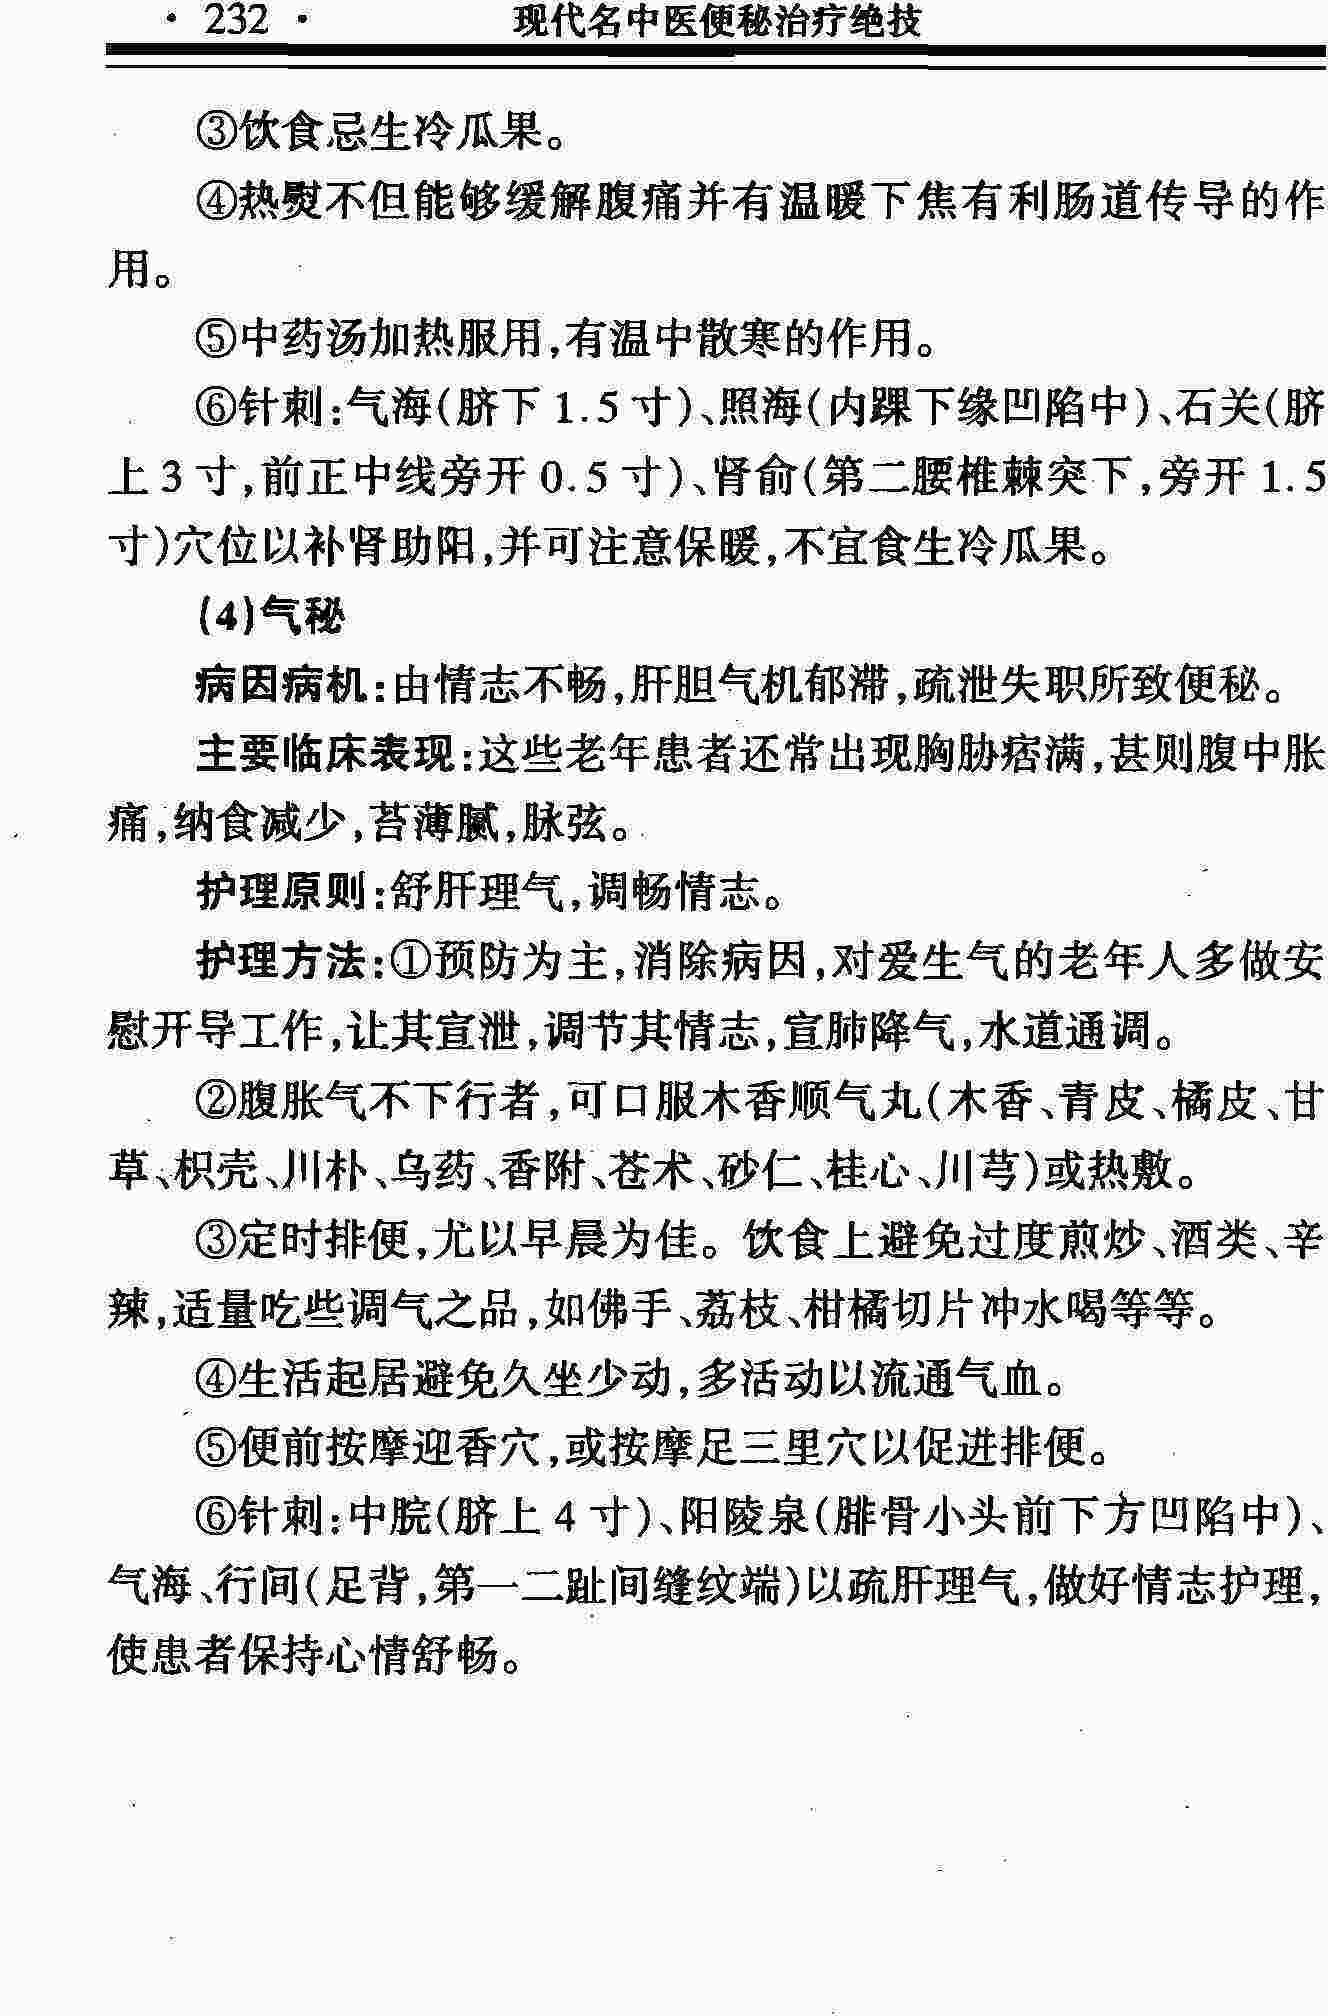 · 232 · 现代名中医便秘治疗绝技
③饮食忌生冷瓜果。
④热熨不但能够缓解腹痛并有温暖下焦有利肠道传导的作
用。
⑤中药汤加热服用,有温中散寒的作用。
⑥针刺:气海(脐下 1.5 寸)、照海(内踝下缘凹陷中)、石关(脐
上 3 寸,前正中线旁开 0.5 寸)、肾俞(第二腰椎棘突下,旁开 1.5
寸)穴位以补肾助阳,并可注意保暖,不宜食生冷瓜果。
(4)气秘
病因病机:由情志不畅,肝胆气机郁滞,疏泄失职所致便秘。
主要临床表现:这些老年患者还常出现胸胁痞满,甚则腹中胀
痛,纳食减少,苔薄腻,脉弦。
护理原则:舒肝理气,调畅情志。
护理方法:①预防为主,消除病因,对爱生气的老年人多做安
慰开导工作,让其宣泄,调节其情志,宣肺降气,水道通调。
②腹胀气不下行者,可口服木香顺气丸(木香、青皮、橘皮、甘
草、枳壳、川朴、乌药、香附、苍术、砂仁、桂心、川芎)或热敷。
③定时排便,尤以早晨为佳。饮食上避免过度煎炒、酒类、辛
辣,适量吃些调气之品,如佛手、荔枝、柑橘切片冲水喝等等。
④生活起居避免久坐少动,多活动以流通气血。
⑤便前按摩迎香穴,或按摩足三里穴以促进排便。
⑥针刺:中脘(脐上 4 寸)、阳陵泉(腓骨小头前下方凹陷中)、
气海、行间(足背,第一二趾间缝纹端)以疏肝理气,做好情志护理,
使患者保持心情舒畅。